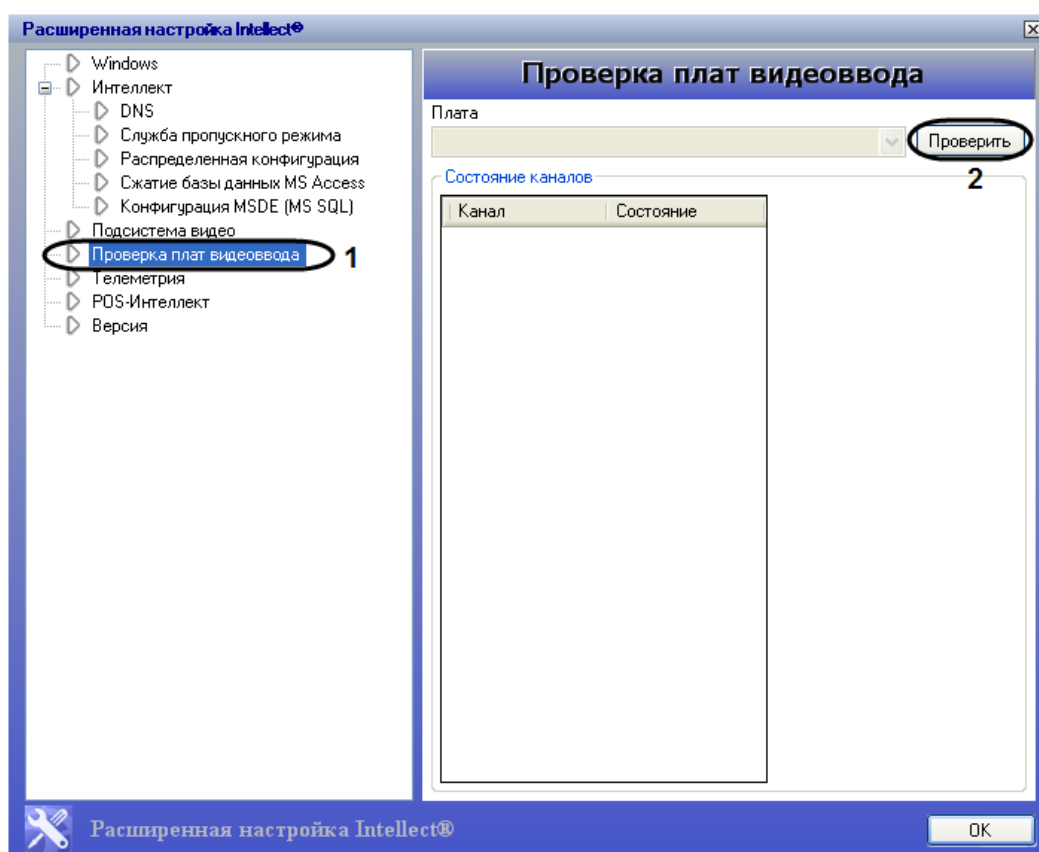 Расширенная настройка Intellect®
Windows
Интеллект
DNS
Служба пропускного режима
Распределенная конфигурация
Сжатие базы данных MS Access
Конфигурация MSDE (MS SQL)
Подсистема видео
Проверка плат видеоввода
1
Телеметрия
POS-Интеллект
Версия
Проверка плат видеоввода
Плата
Проверить
2
Состояние каналов
Канал Состояние
Расширенная настройка Intellect®
OK